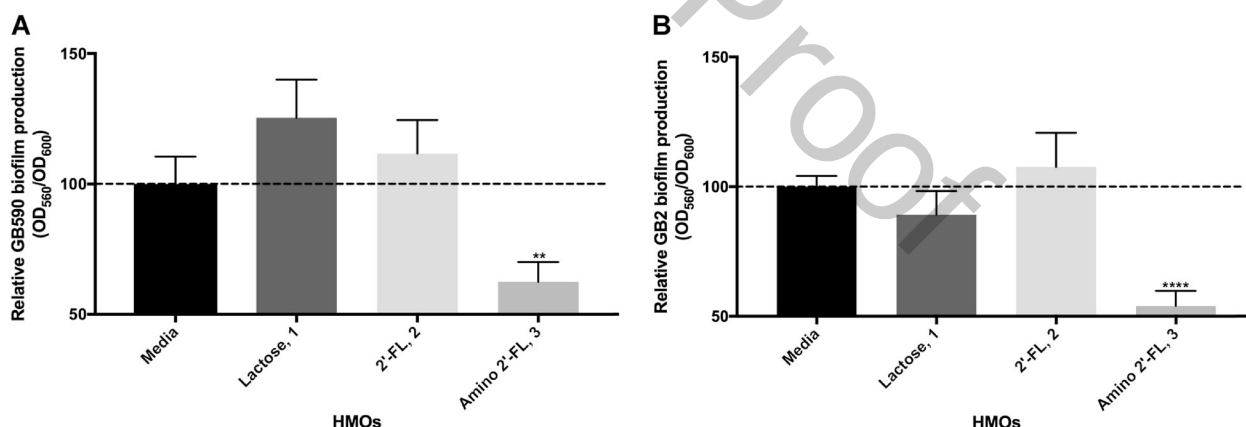 A
Relative GB590 biofilm production
(OD560/OD600)
150
100
50
**
Media
Lactose, 1
2'-FL, 2
Amino 2'-FL, 3
HMOs
B
Relative GB2 biofilm production
(OD560/OD600)
150
100
50
****
Media
Lactose, 1
2'-FL, 2
Amino 2'-FL, 3
HMOs
Proof